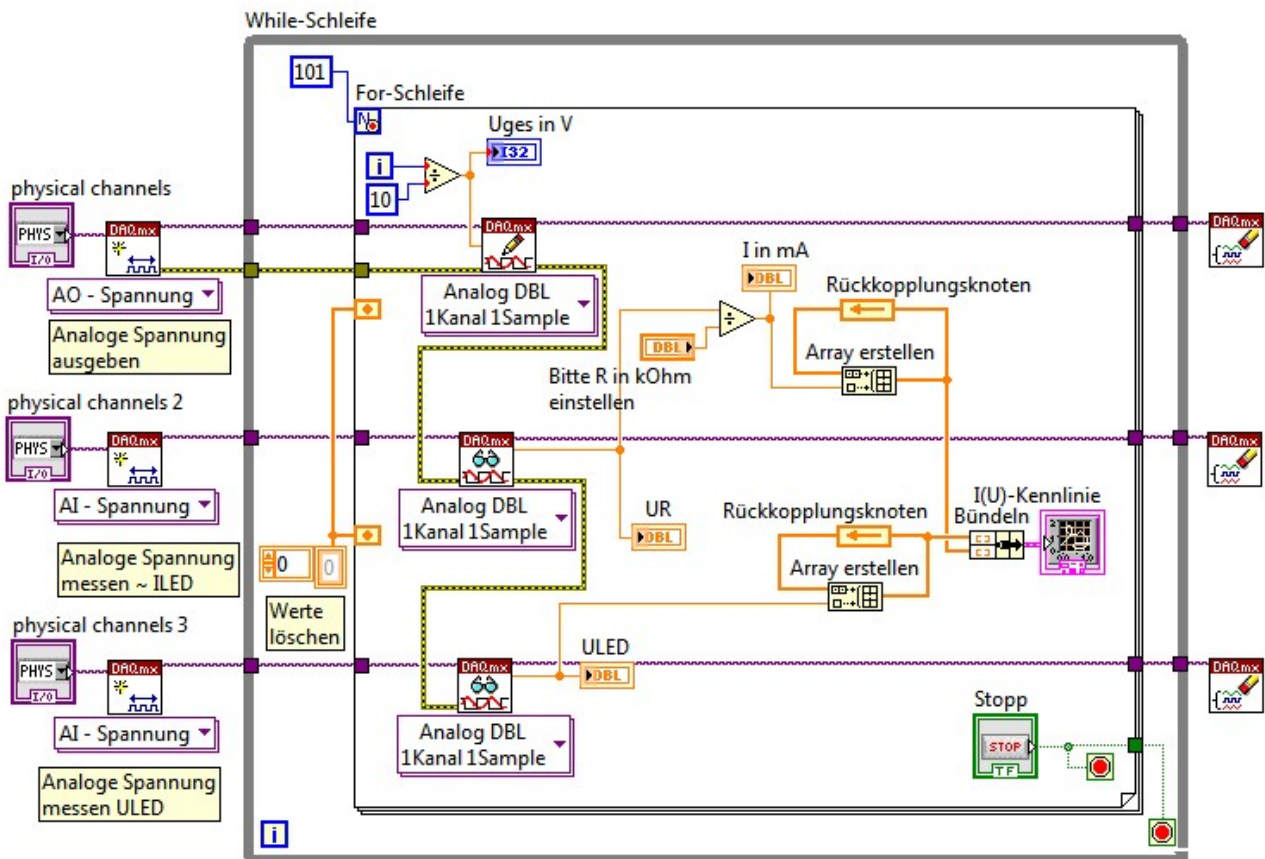 While-Schleife
101
For-Schleife
N
Uges in V
I32
i
10
physical channels
PHYS
I/O
DAQmx
AO - Spannung
Analoge Spannung
ausgeben
DAQmx
Analog DBL
1Kanal 1Sample
I in mA
DBL
DBL
Bitte R in kOhm
einstellen
Rückkopplungsknoten
Array erstellen
DAQmx
physical channels 2
PHYS
I/O
DAQmx
AI - Spannung
Analoge Spannung
messen ~ ILED
DAQmx
Analog DBL
1Kanal 1Sample
UR
DBL
Rückkopplungsknoten
Array erstellen
I(U)-Kennlinie
Bündeln
DAQmx
0
0
Werte
löschen
physical channels 3
PHYS
I/O
DAQmx
AI - Spannung
Analoge Spannung
messen ULED
DAQmx
Analog DBL
1Kanal 1Sample
ULED
DBL
DAQmx
Stopp
STOP
TF
i